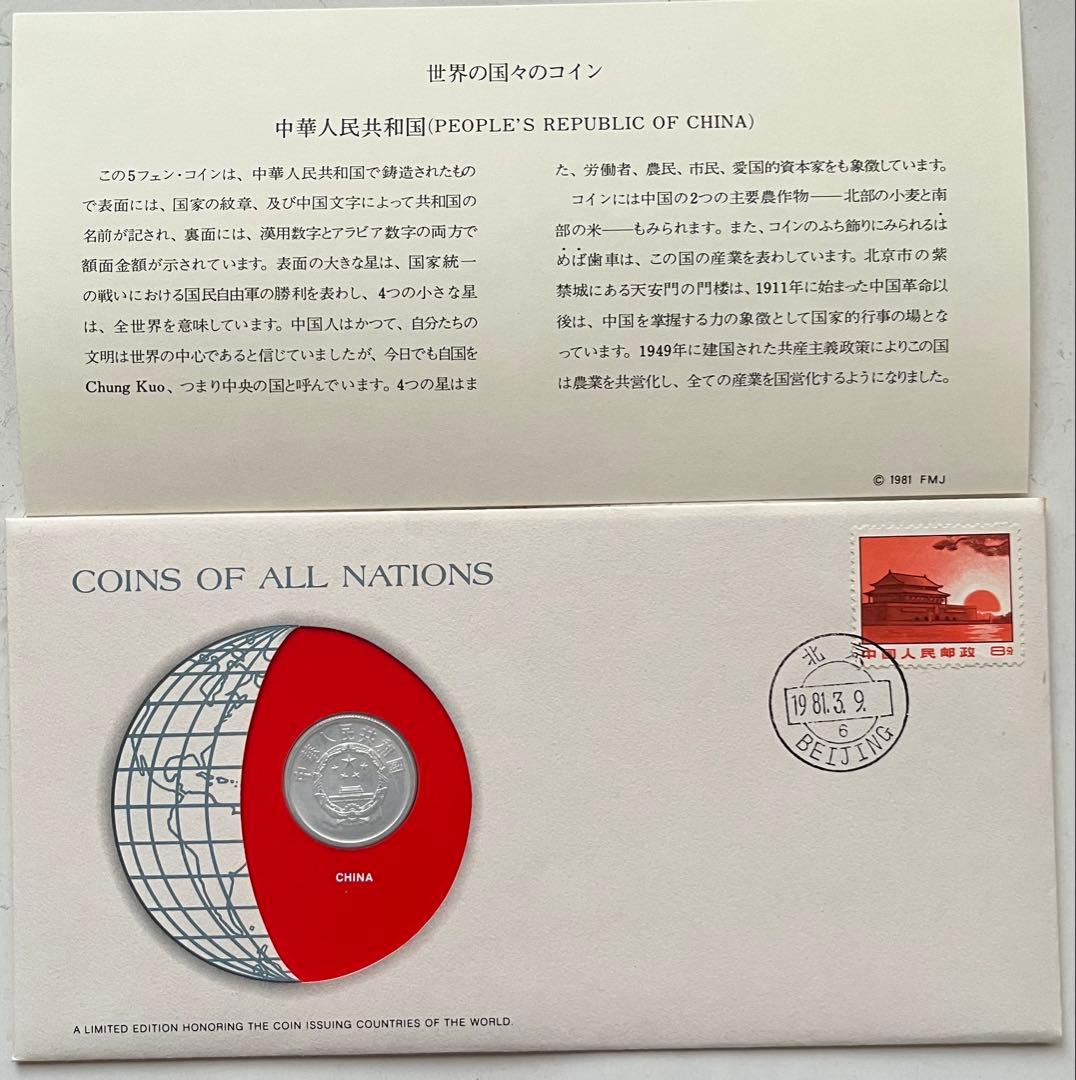 世界の国々のコイン
中華人民共和国(PEOPLE'S REPUBLIC OF CHINA)
この5フェン・コインは、中華人民共和国で鋳造されたもの
で表面には、国家の紋章、及び中国文字によって共和国の
名前が記され、裏面には、漢用数字とアラビア数字の両方で
額面金額が示されています。表面の大きな星は、国家統一
の戦いにおける国民自由軍の勝利を表わし、4つの小さな星
は、全世界を意味しています。中国人はかつて、自分たちの
文明は世界の中心であると信じていましたが、今日でも自国を
Chung Kuo、つまり中央の国と呼んでいます。4つの星はま
た、労働者、農民、市民、愛国的資本家をも象徴しています。
コインには中国の2つの主要農作物——北部の小麦と南
部の米——もみられます。また、コインのふち飾りにみられるは
めば歯車は、この国の産業を表わしています。北京市の紫
禁城にある天安門の門楼は、1911年に始まった中国革命以
後は、中国を掌握する力の象徴として国家的行事の場とな
っています。1949年に建国された共産主義政策によりこの国
は農業を共営化し、全ての産業を国営化するようになりました。
© 1981 FMJ
COINS OF ALL NATIONS
中国人民邮政 8分
北
1981.3.9.
6
BEIJING
中華人民共和國
CHINA
A LIMITED EDITION HONORING THE COIN ISSUING COUNTRIES OF THE WORLD.